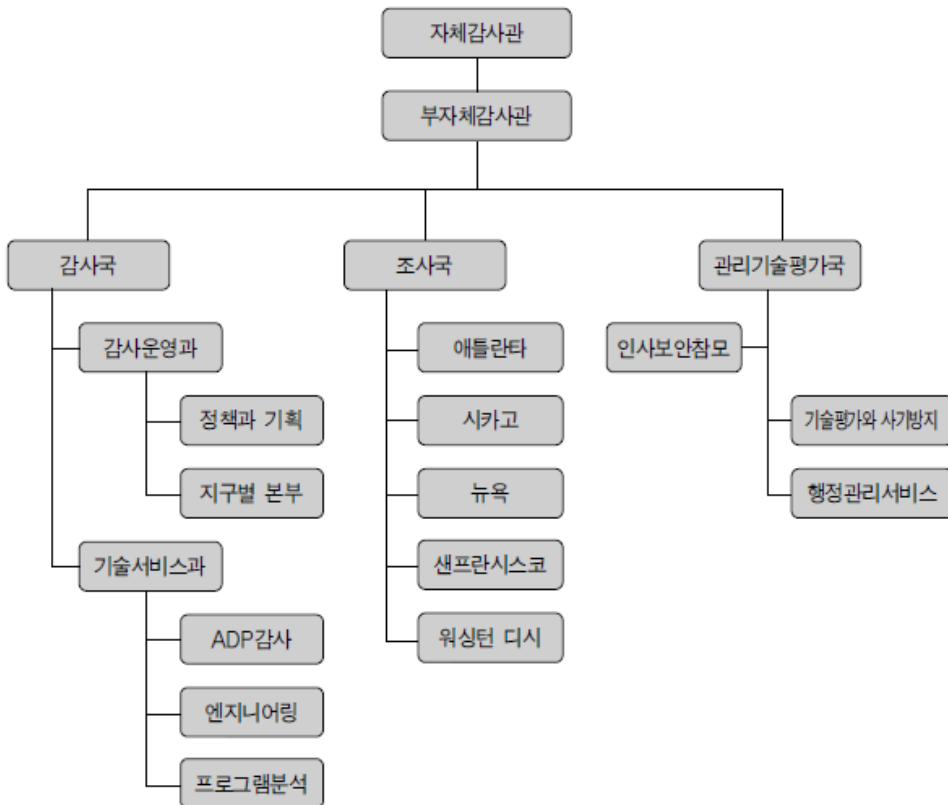 자체감사관
부자체감사관
감사국
조사국
관리기술평가국
감사운영과
애틀란타
인사보안참모
정책과 기획
시카고
기술평가와 사기방지
지구별 본부
뉴욕
행정관리서비스
기술서비스과
샌프란시스코
ADP감사
워싱턴 디시
엔지니어링
프로그램분석